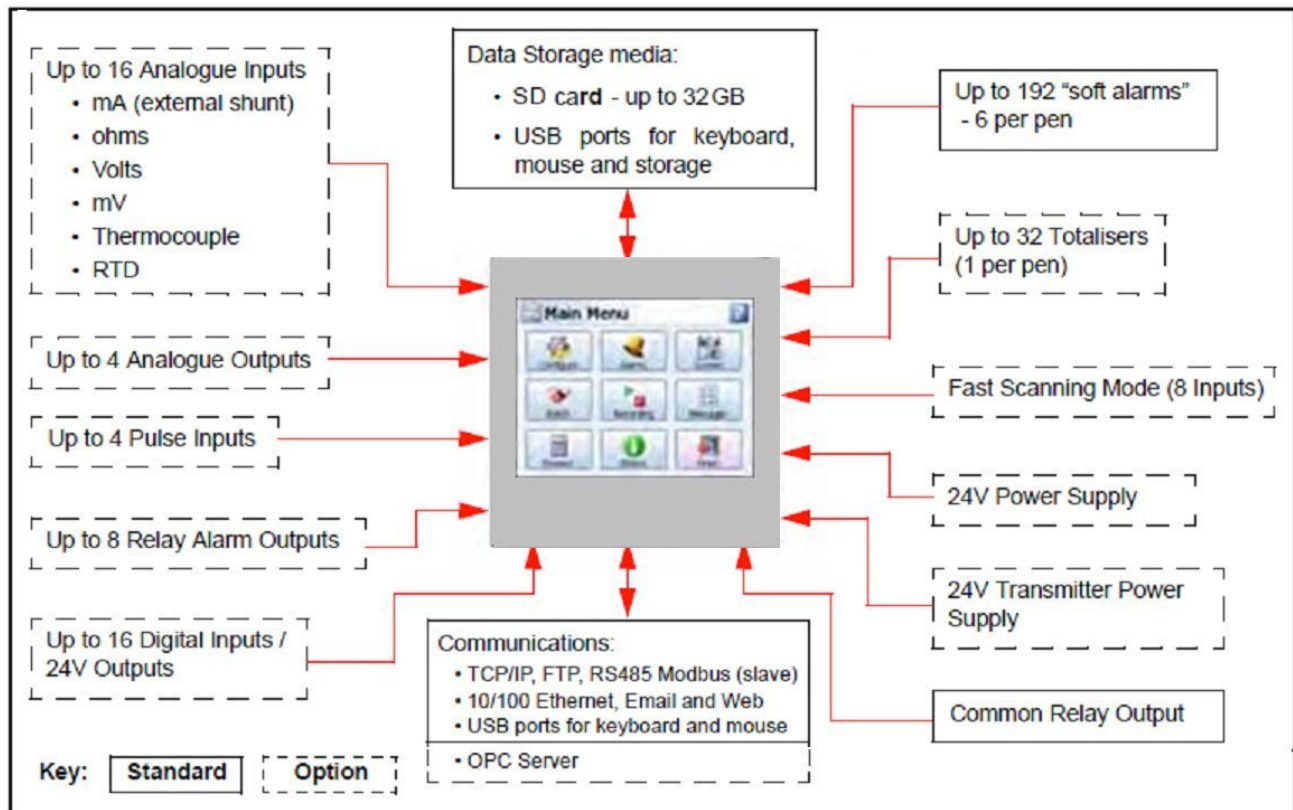 Up to 16 Analogue Inputs
• mA (external shunt)
• ohms
• Volts
• mV
• Thermocouple
• RTD
Data Storage media:
• SD card - up to 32GB
• USB ports for keyboard,
mouse and storage
Up to 192 “soft alarms”
- 6 per pen
Up to 32 Totalisers
(1 per pen)
Main Menu
Up to 4 Analogue Outputs
Fast Scanning Mode (8 Inputs)
Up to 4 Pulse Inputs
24V Power Supply
Up to 8 Relay Alarm Outputs
24V Transmitter Power
Supply
Up to 16 Digital Inputs /
24V Outputs
Communications:
• TCP/IP, FTP, RS485 Modbus (slave)
• 10/100 Ethernet, Email and Web
• USB ports for keyboard and mouse
• OPC Server
Common Relay Output
Key: Standard Option